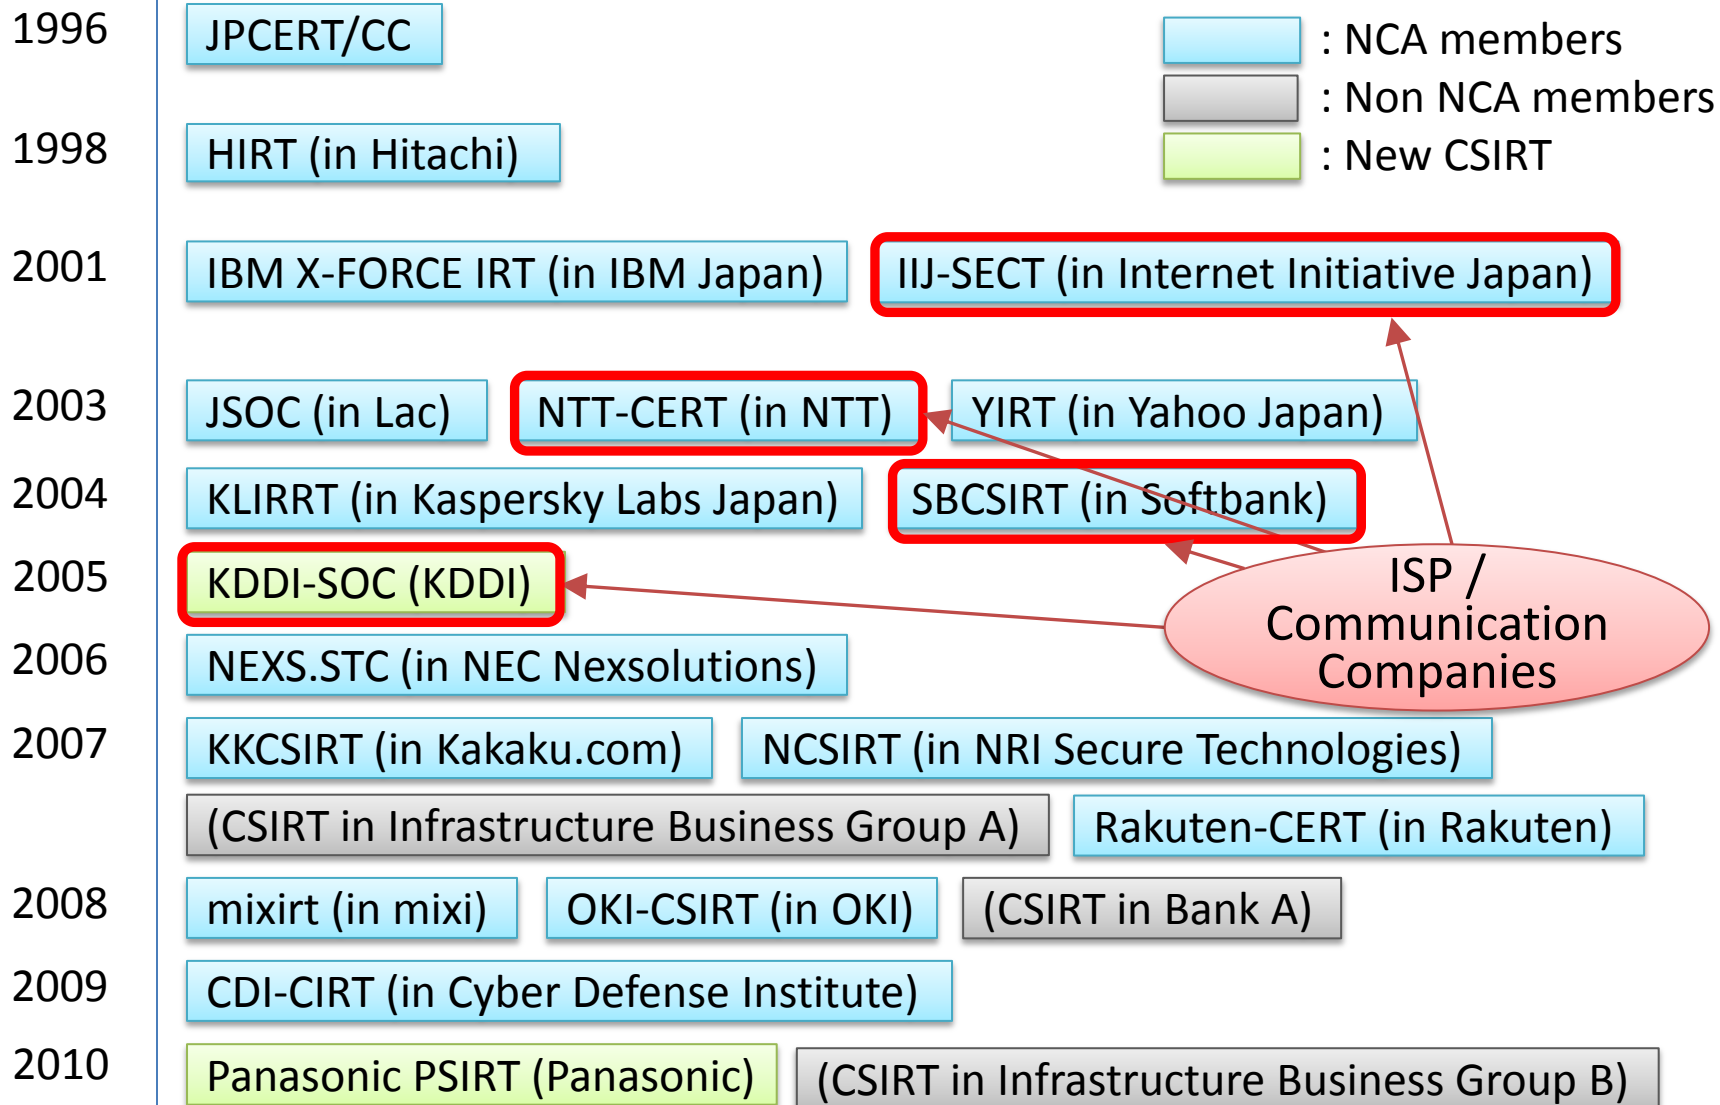 1996 JPCERT/CC
: NCA members
: Non NCA members
: New CSIRT
1998 HIRT (in Hitachi)
2001 IBM X-FORCE IRT (in IBM Japan) IIJ-SECT (in Internet Initiative Japan)
2003 JSOC (in Lac) NTT-CERT (in NTT) YIRT (in Yahoo Japan)
2004 KLIRRT (in Kaspersky Labs Japan) SBCSIRT (in Softbank)
2005 KDDI-SOC (KDDI)
ISP /
Communication
Companies
2006 NEXS.STC (in NEC Nexsolutions)
2007 KKCSIRT (in Kakaku.com) NCSIRT (in NRI Secure Technologies)
(CSIRT in Infrastructure Business Group A) Rakuten-CERT (in Rakuten)
2008 mixirt (in mixi) OKI-CSIRT (in OKI) (CSIRT in Bank A)
2009 CDI-CIRT (in Cyber Defense Institute)
2010 Panasonic PSIRT (Panasonic) (CSIRT in Infrastructure Business Group B)